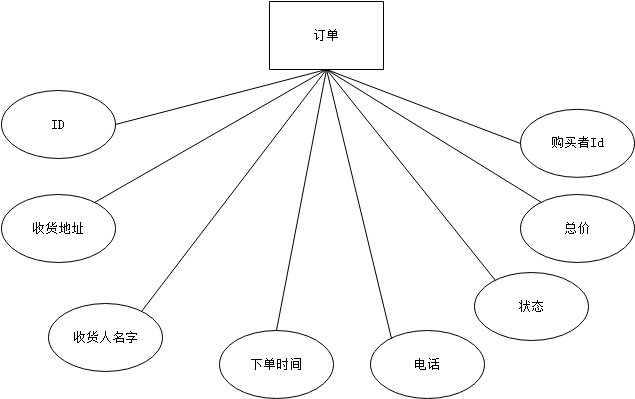 订单
ID
购买者Id
收货地址
总价
收货人名字
状态
下单时间
电话